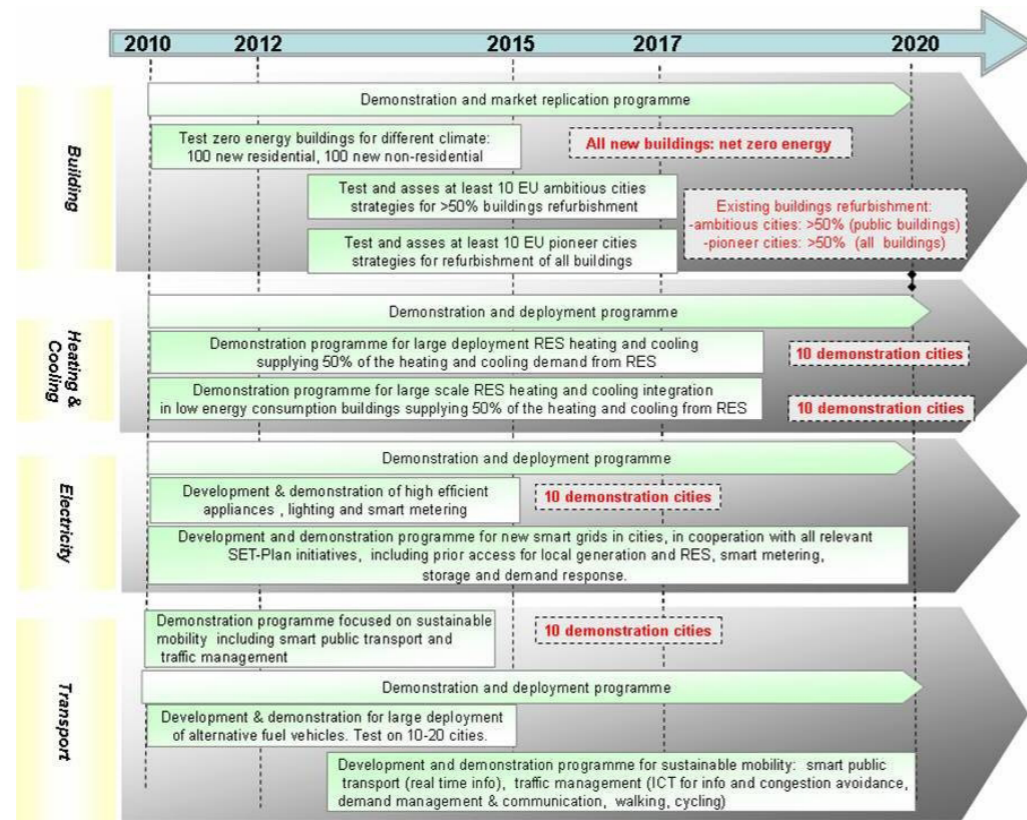 2010 2012 2015 2017 2020
Building
Demonstration and market replication programme
Test zero energy buildings for different climate:
100 new residential, 100 new non-residential
All new buildings: net zero energy
Test and asses at least 10 EU ambitious cities
strategies for >50% buildings refurbishment
Existing buildings refurbishment:
-ambitious cities: >50% (public buildings)
-pioneer cities: >50% (all buildings)
Test and asses at least 10 EU pioneer cities
strategies for refurbishment of all buildings
Heating &
Cooling
Demonstration and deployment programme
Demonstration programme for large deployment RES heating and cooling
supplying 50% of the heating and cooling demand from RES
10 demonstration cities
Demonstration programme for large scale RES heating and cooling integration
in low energy consumption buildings supplying 50% of the heating and cooling from RES
10 demonstration cities
Electricity
Demonstration and deployment programme
Development & demonstration of high efficient
appliances , lighting and smart metering
10 demonstration cities
Development and demonstration programme for new smart grids in cities, in cooperation with all relevant
SET-Plan initiatives, including prior access for local generation and RES, smart metering,
storage and demand response.
Transport
Demonstration programme focused on sustainable
mobility including smart public transport and
traffic management
10 demonstration cities
Demonstration and deployment programme
Development & demonstration for large deployment
of alternative fuel vehicles. Test on 10-20 cities.
Development and demonstration programme for sustainable mobility: smart public
transport (real time info), traffic management (ICT for info and congestion avoidance,
demand management & communication, walking, cycling)